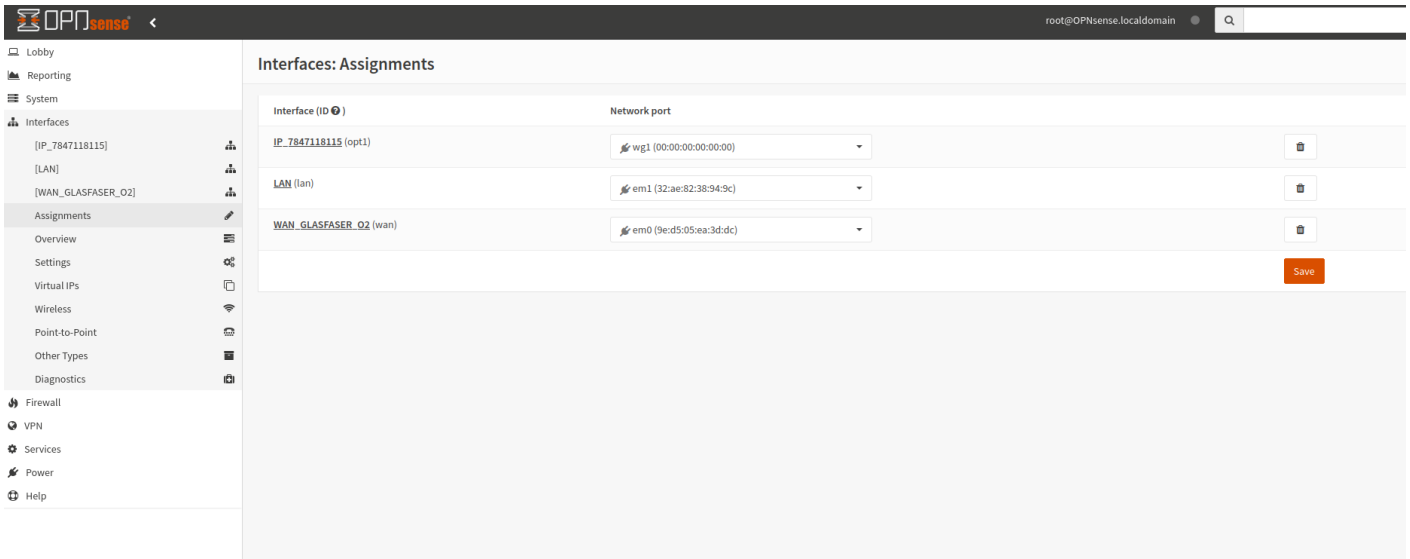 OPNsense
root@OPNsense.localdomain
Lobby
Reporting
System
Interfaces
[IP_7847118115]
[LAN]
[WAN_GLASFASER_O2]
Assignments
Overview
Settings
Virtual IPs
Wireless
Point-to-Point
Other Types
Diagnostics
Firewall
VPN
Services
Power
Help
Interfaces: Assignments
Interface (ID ) Network port
IP_7847118115 (opt1) wg1 (00:00:00:00:00:00)
LAN (lan) em1 (32:ae:82:38:94:9c)
WAN_GLASFASER_O2 (wan) em0 (9e:d5:05:ea:3d:dc)
Save